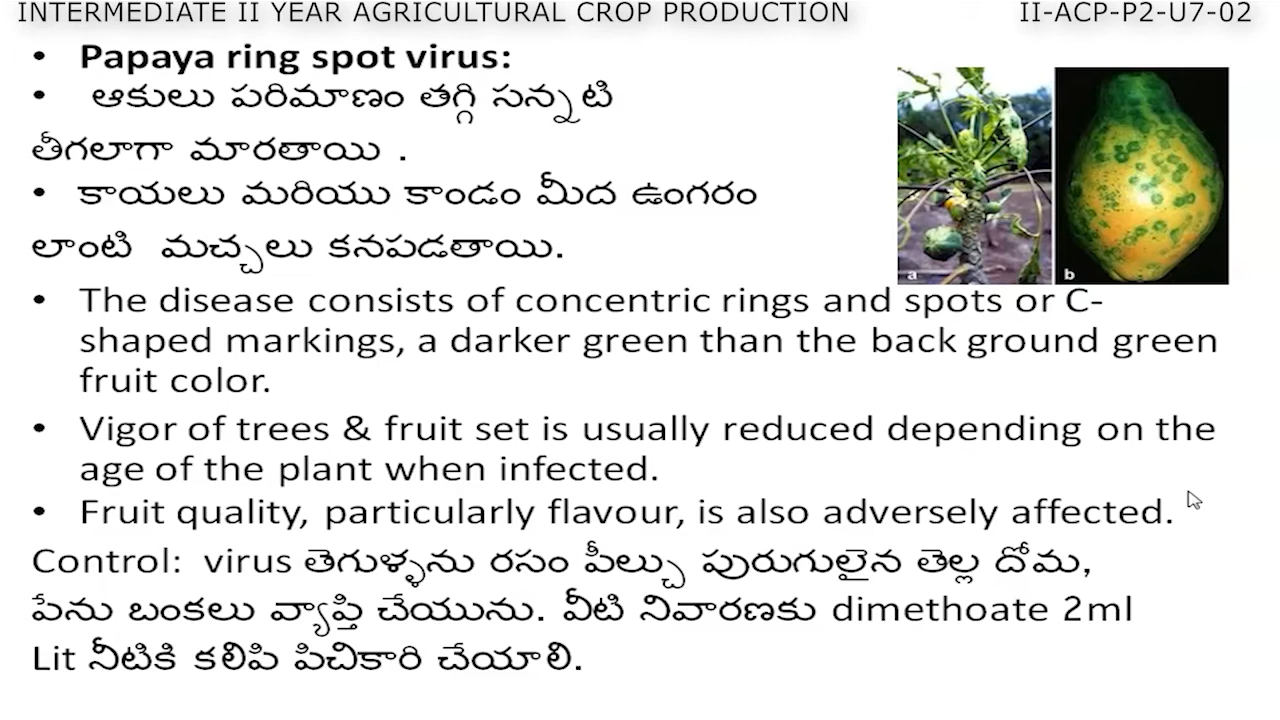 INTERMEDIATE II YEAR AGRICULTURAL CROP PRODUCTION II-ACP-P2-U7-02
• Papaya ring spot virus:
• ఆకులు పరిమాణం తగ్గి సన్నటి
తీగలాగా మారతాయి .
• కాయలు మరియు కాండం మీద ఉంగరం
లాంటి మచ్చలు కనపడతాయి.
a b
• The disease consists of concentric rings and spots or C-
shaped markings, a darker green than the back ground green
fruit color.
• Vigor of trees & fruit set is usually reduced depending on the
age of the plant when infected.
• Fruit quality, particularly flavour, is also adversely affected.
Control: virus తెగుళ్ళను రసం పీల్చు పురుగులైన తెల్ల దోమ,
పేను బంకలు వ్యాప్తి చేయును. వీటి నివారణకు dimethoate 2ml
Lit నీటికి కలిపి పిచికారి చేయాలి.